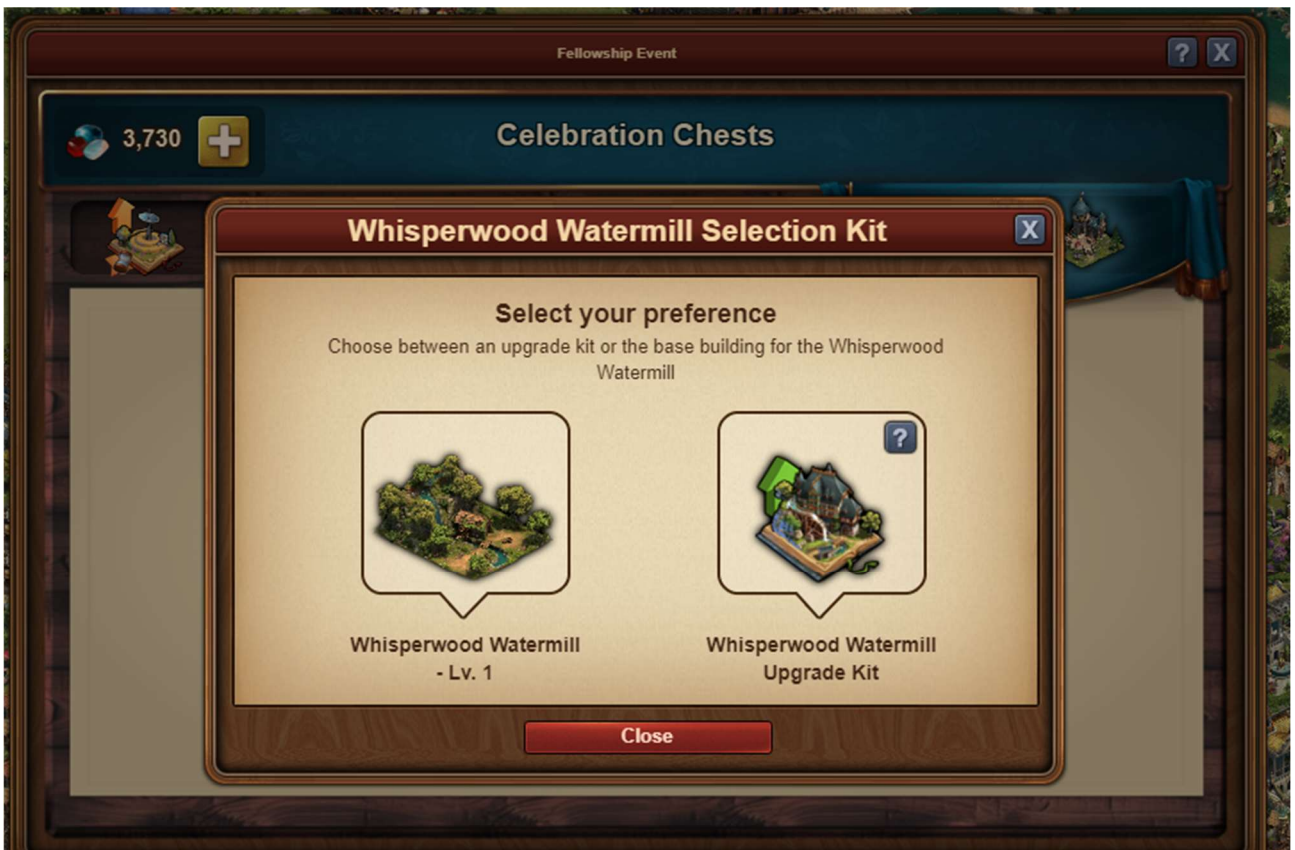 Fellowship Event
? X
3,730
Celebration Chests
Whisperwood Watermill Selection Kit
X
Select your preference
Choose between an upgrade kit or the base building for the Whisperwood
Watermill
?
Whisperwood Watermill
- Lv. 1
Whisperwood Watermill
Upgrade Kit
Close